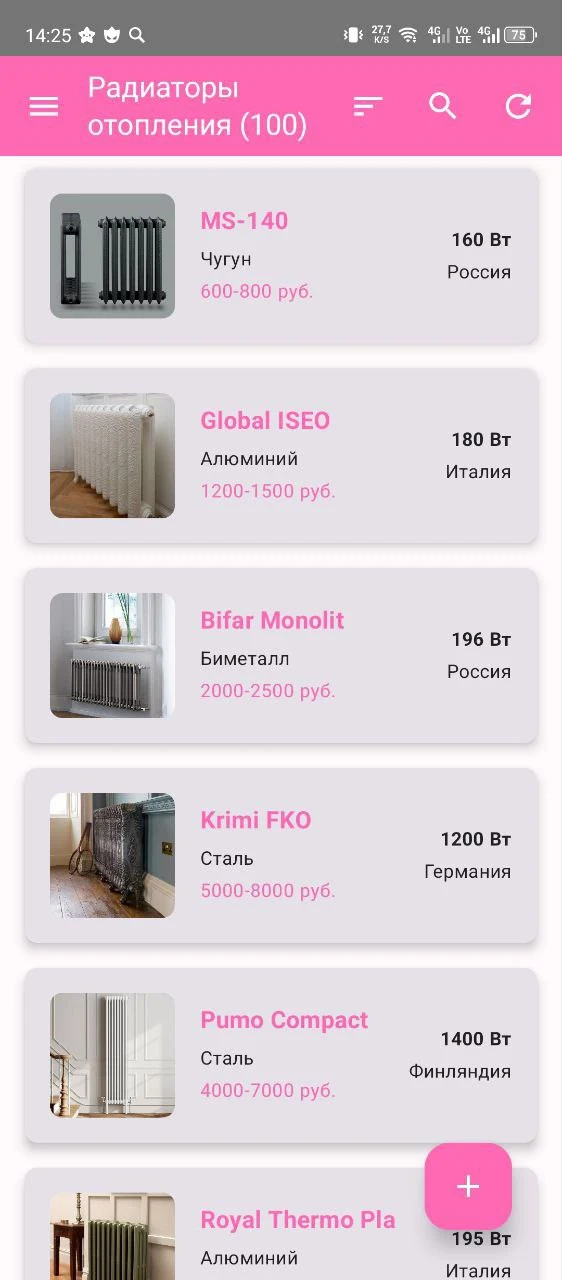 14:25
27,7 K/S
4G
Vo LTE
4G
75
Радиаторы
отопления (100)
MS-140
Чугун
600-800 руб.
160 Вт
Россия
Global ISEO
Алюминий
1200-1500 руб.
180 Вт
Италия
Bifar Monolit
Биметалл
2000-2500 руб.
196 Вт
Россия
Krimi FKO
Сталь
5000-8000 руб.
1200 Вт
Германия
Pumo Compact
Сталь
4000-7000 руб.
1400 Вт
Финляндия
Royal Thermo Pla
Алюминий
195 Вт
Италия